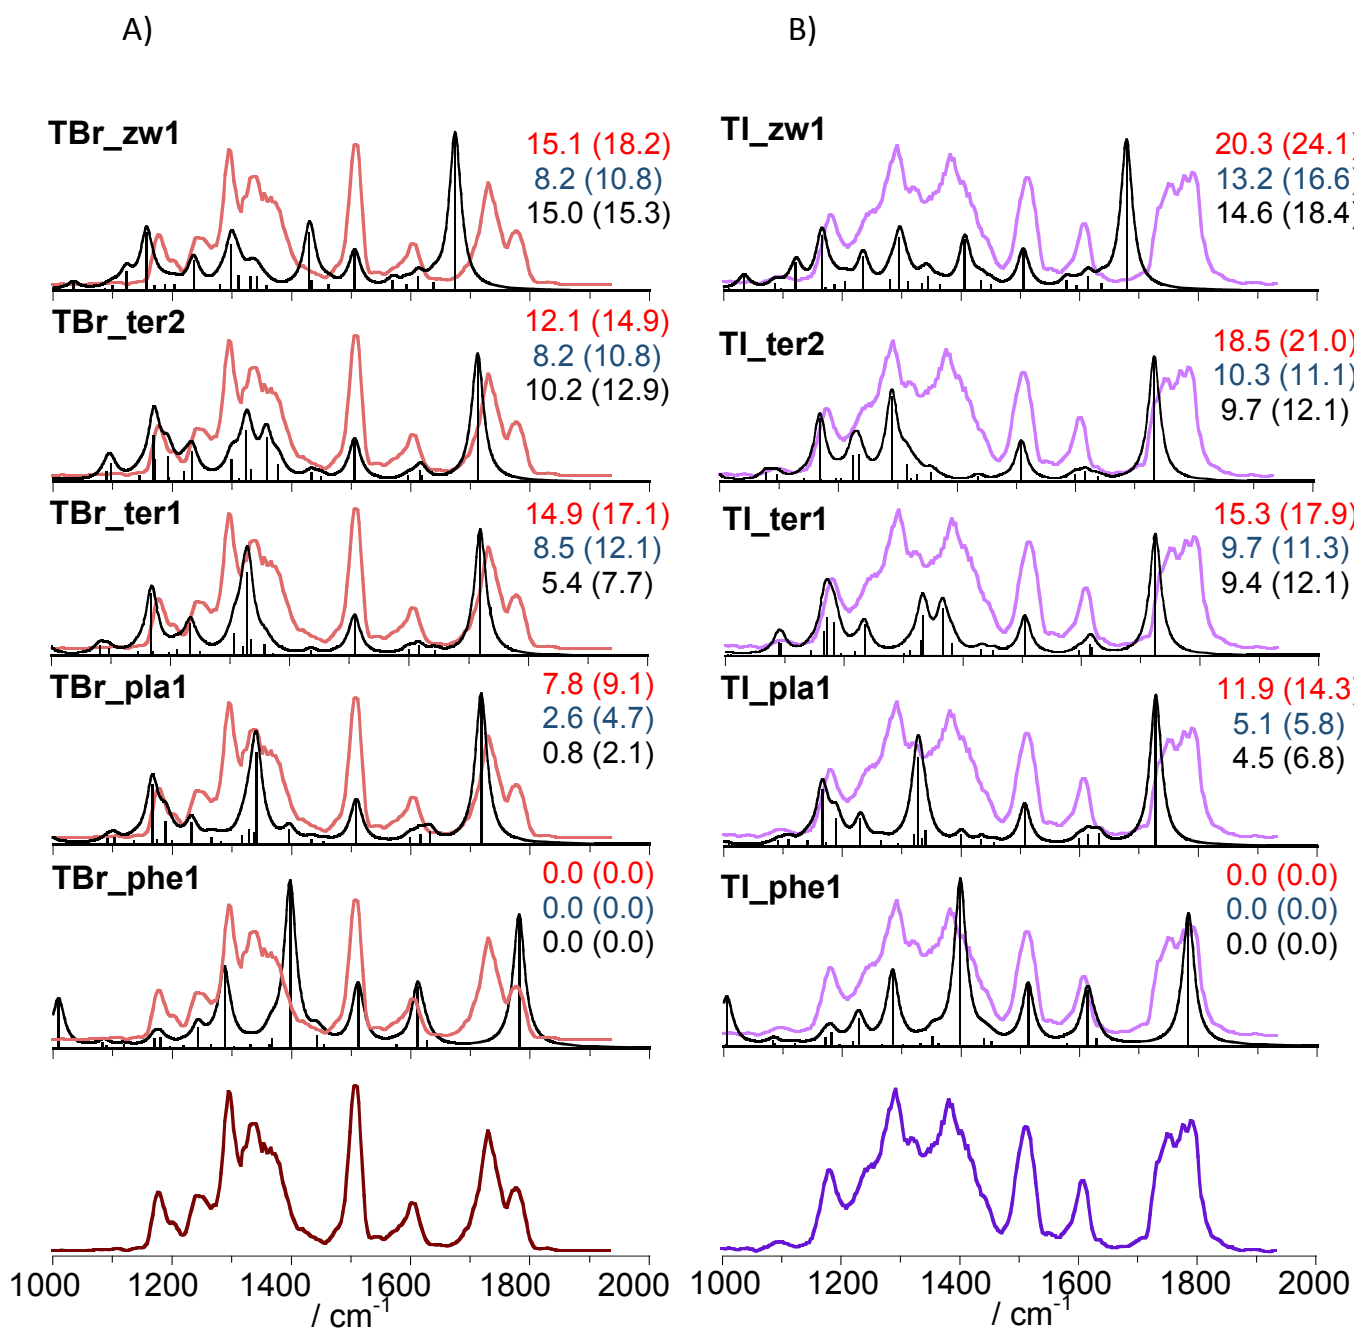 A)
B)
TBr_zw1
15.1 (18.2)
8.2 (10.8)
15.0 (15.3)
TBr_ter2
12.1 (14.9)
8.2 (10.8)
10.2 (12.9)
TBr_ter1
14.9 (17.1)
8.5 (12.1)
5.4 (7.7)
TBr_pla1
7.8 (9.1)
2.6 (4.7)
0.8 (2.1)
TBr_phe1
0.0 (0.0)
0.0 (0.0)
0.0 (0.0)
1000 1200 1400 1600 1800 2000
/ cm-1
TI_zw1
20.3 (24.1)
13.2 (16.6)
14.6 (18.4)
TI_ter2
18.5 (21.0)
10.3 (11.1)
9.7 (12.1)
TI_ter1
15.3 (17.9)
9.7 (11.3)
9.4 (12.1)
TI_pla1
11.9 (14.3)
5.1 (5.8)
4.5 (6.8)
TI_phe1
0.0 (0.0)
0.0 (0.0)
0.0 (0.0)
1000 1200 1400 1600 1800 2000
/ cm-1